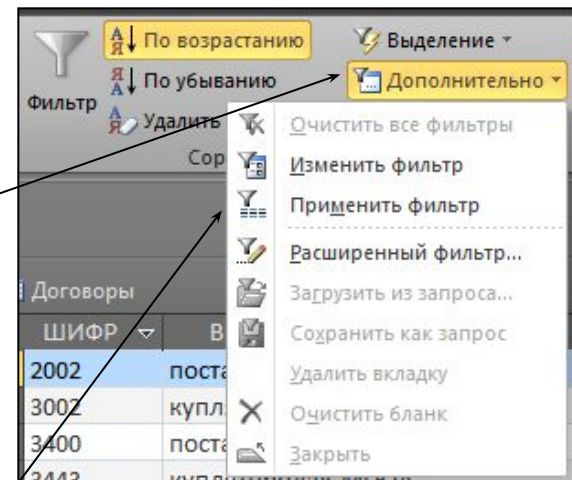 По возрастанию
Выделение
По убыванию
Дополнительно
Фильтр
Удалить
Очистить все фильтры
Сор
Изменить фильтр
Применить фильтр
Расширенный фильтр...
Договоры
Загрузить из запроса...
ШИФР В
Сохранить как запрос
2002 поста
Удалить вкладку
3002 купл
Очистить бланк
3400 поста
Закрыть
3443